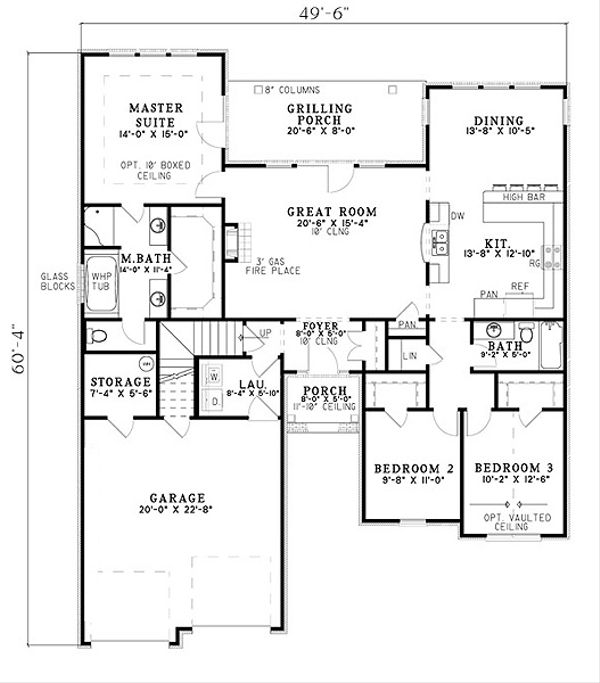 49'-6"
60'-4"
MASTER
SUITE
14'-0" X 15'-0"
OPT. 10' BOXED
CEILING
8" COLUMNS
GRILLING
PORCH
20'-6" X 8'-0"
DINING
13'-8" X 10'-5"
HIGH BAR
GREAT ROOM
20'-6" X 15'-4"
10' CLNG
DW
KIT.
13'-8" X 12'-10"
RG
REF
PAN
3' GAS
FIRE PLACE
M.BATH
14'-0" X 11'-4"
GLASS
BLOCKS
WHP
TUB
UP
FOYER
8'-0" X 5'-0"
10' CLNG
PAN.
LIN
BATH
9'-2" X 5'-0"
STORAGE
7'-4" X 5'-6"
W
D.
LAU.
8'-4" X 5'-10"
PORCH
8'-0" X 5'-0"
11'-10" CEILING
BEDROOM 2
9'-8" X 11'-0"
BEDROOM 3
10'-2" X 12'-6"
OPT. VAULTED
CEILING
GARAGE
20'-0" X 22'-8"